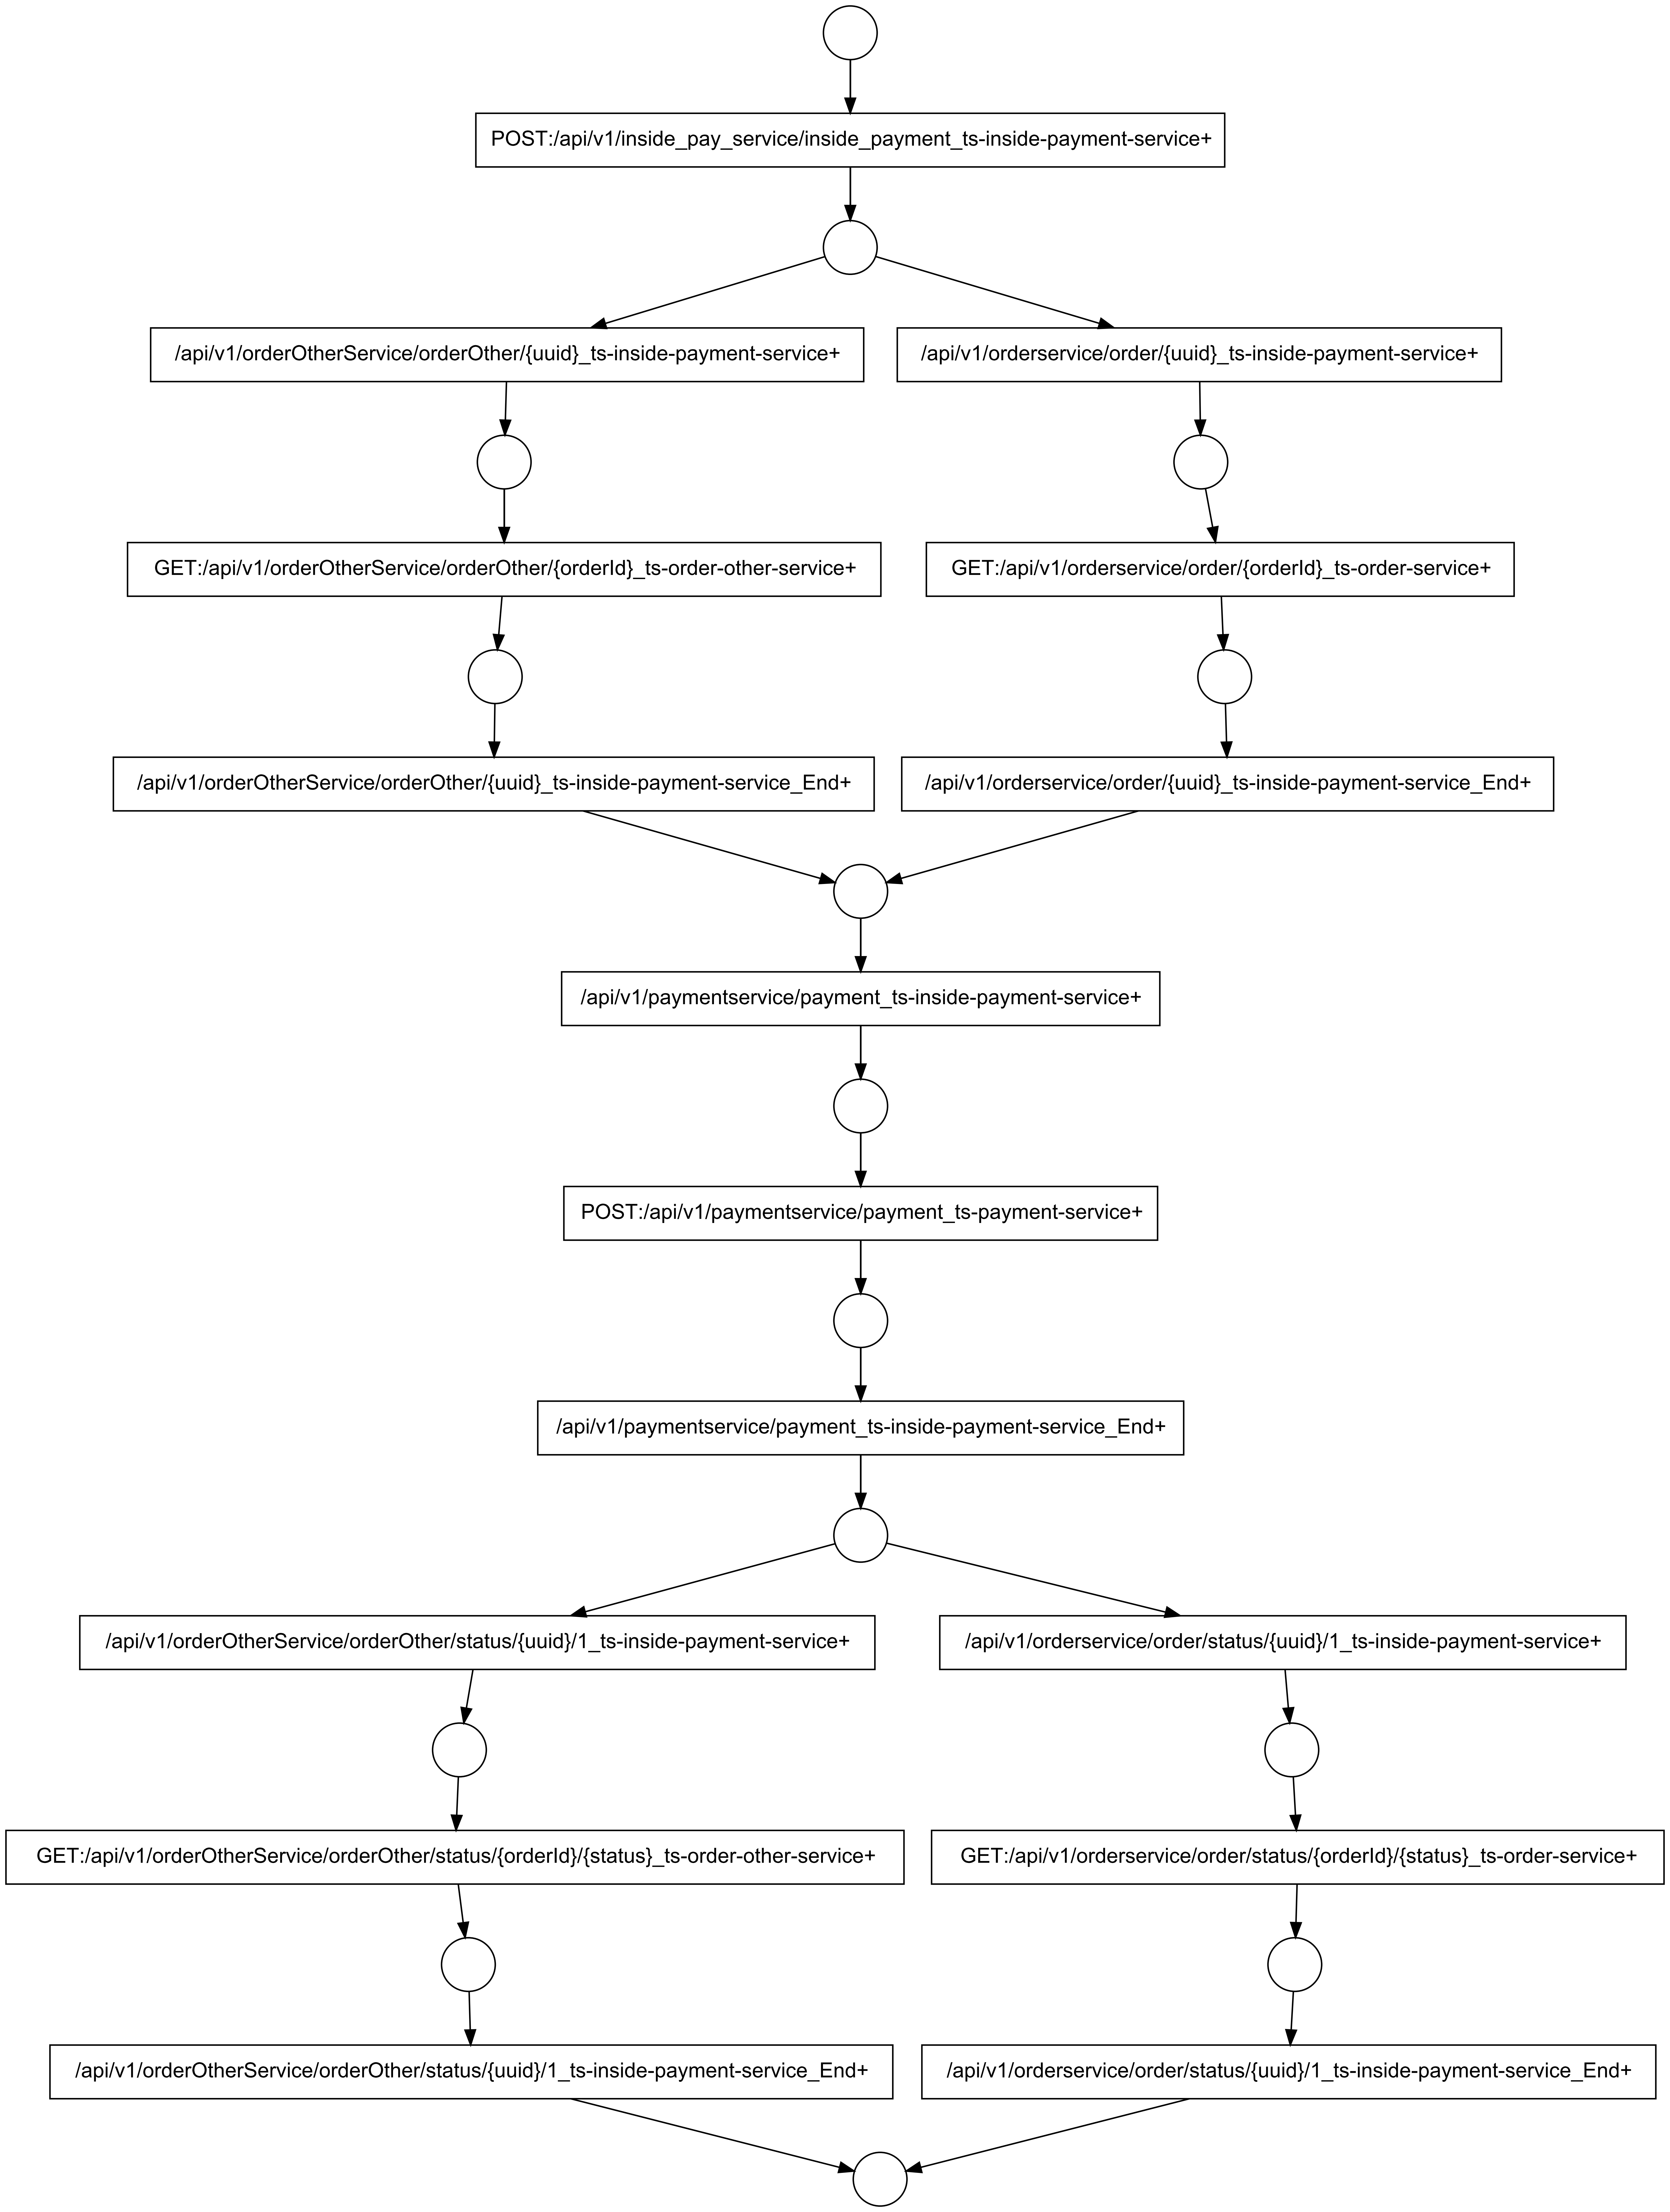 POST:/api/v1/inside_pay_service/inside_payment_ts-inside-payment-service+
/api/v1/orderOtherService/orderOther/{uuid}_ts-inside-payment-service+
/api/v1/orderservice/order/{uuid}_ts-inside-payment-service+
GET:/api/v1/orderOtherService/orderOther/{orderId}_ts-order-other-service+
GET:/api/v1/orderservice/order/{orderId}_ts-order-service+
/api/v1/orderOtherService/orderOther/{uuid}_ts-inside-payment-service_End+
/api/v1/orderservice/order/{uuid}_ts-inside-payment-service_End+
/api/v1/paymentservice/payment_ts-inside-payment-service+
POST:/api/v1/paymentservice/payment_ts-payment-service+
/api/v1/paymentservice/payment_ts-inside-payment-service_End+
/api/v1/orderOtherService/orderOther/status/{uuid}/1_ts-inside-payment-service+
/api/v1/orderservice/order/status/{uuid}/1_ts-inside-payment-service+
GET:/api/v1/orderOtherService/orderOther/status/{orderId}/{status}_ts-order-other-service+
GET:/api/v1/orderservice/order/status/{orderId}/{status}_ts-order-service+
/api/v1/orderOtherService/orderOther/status/{uuid}/1_ts-inside-payment-service_End+
/api/v1/orderservice/order/status/{uuid}/1_ts-inside-payment-service_End+